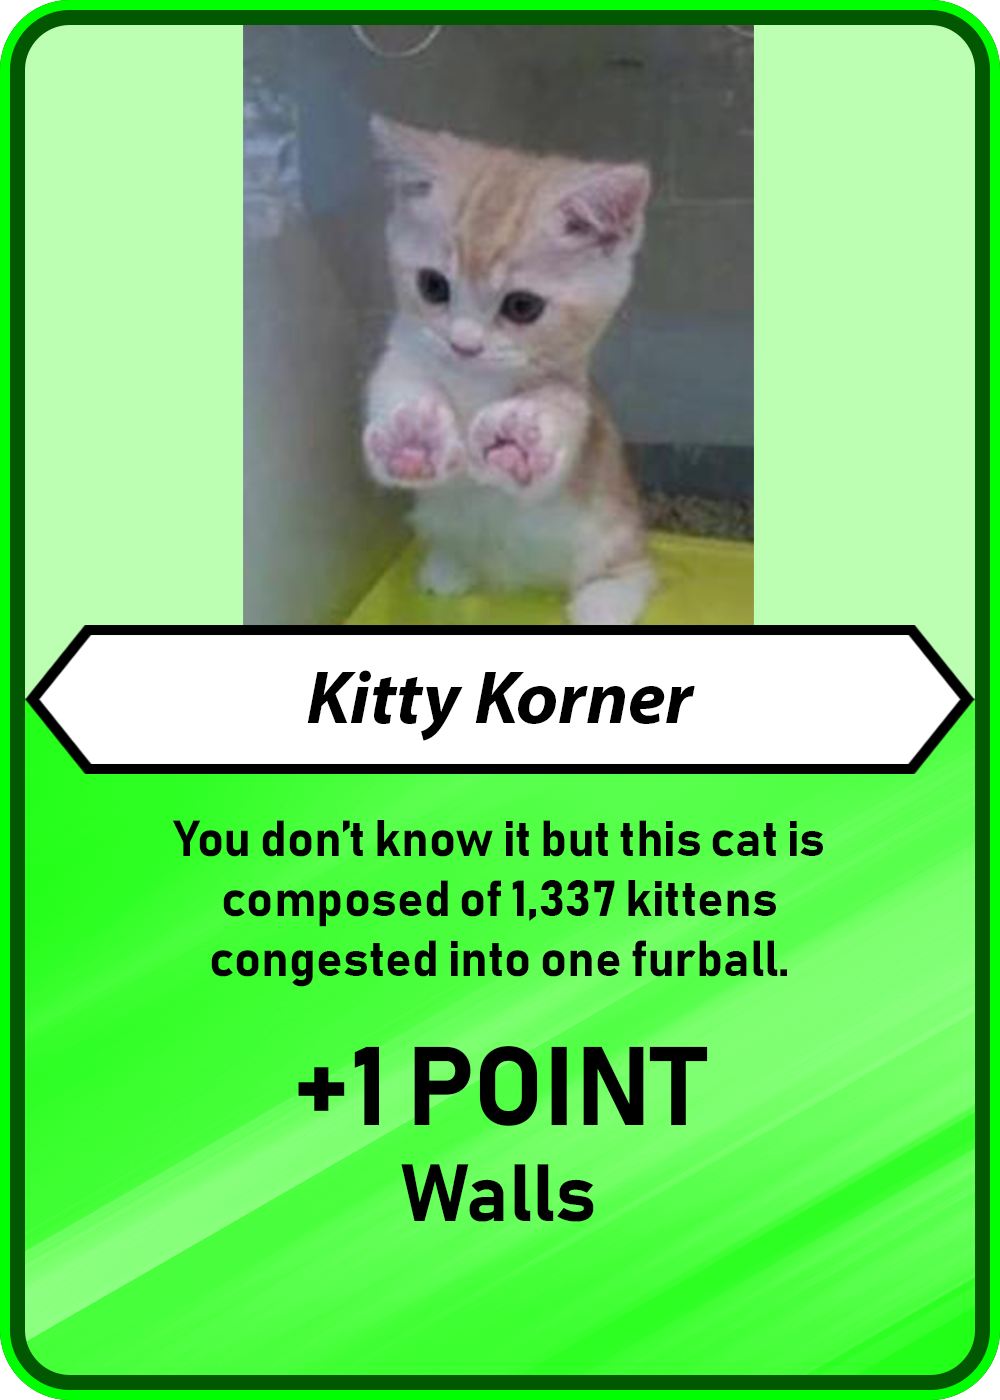 Kitty Korner
You don’t know it but this cat is
composed of 1,337 kittens
congested into one furball.
+1 POINT
Walls